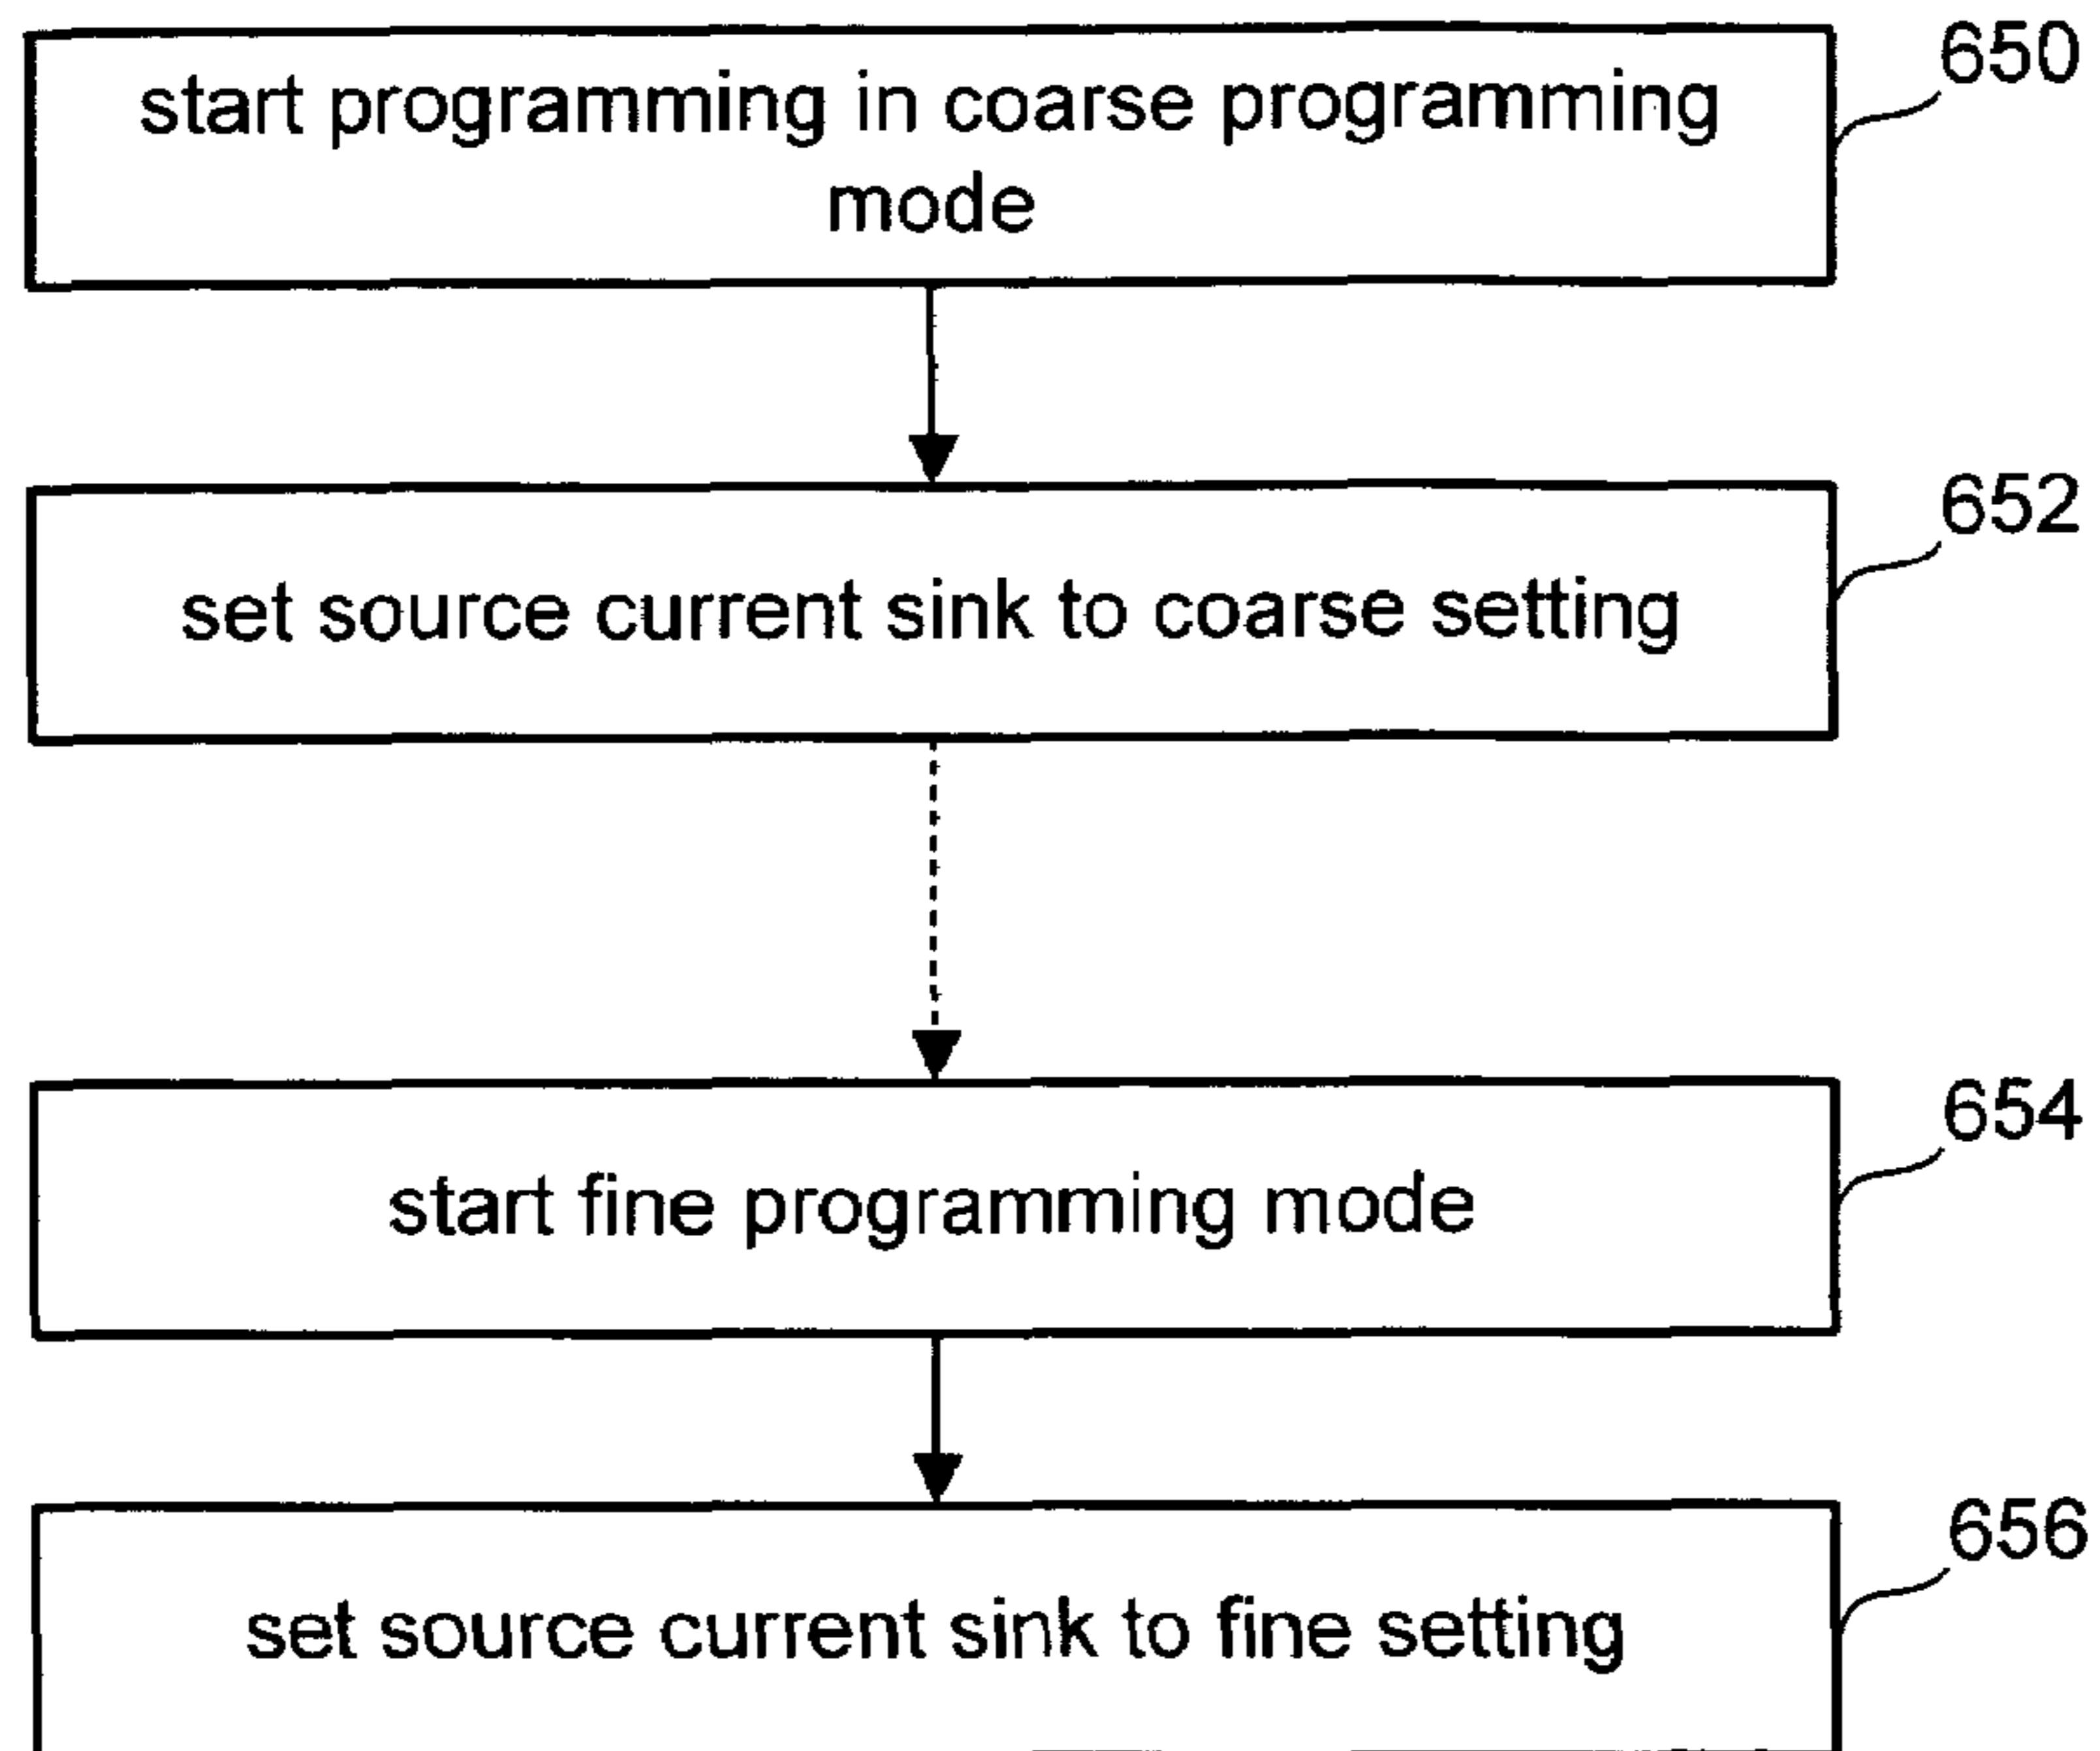 650
start programming in coarse programming
mode
652
set source current sink to coarse setting
654
start fine programming mode
656
set source current sink to fine setting